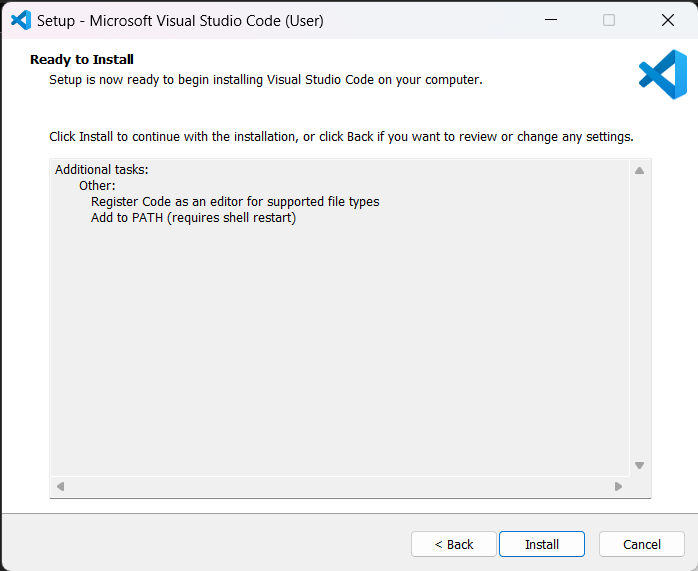 Setup - Microsoft Visual Studio Code (User)
Ready to Install
Setup is now ready to begin installing Visual Studio Code on your computer.
Click Install to continue with the installation, or click Back if you want to review or change any settings.
Additional tasks:
Other:
Register Code as an editor for supported file types
Add to PATH (requires shell restart)
< Back
Install
Cancel